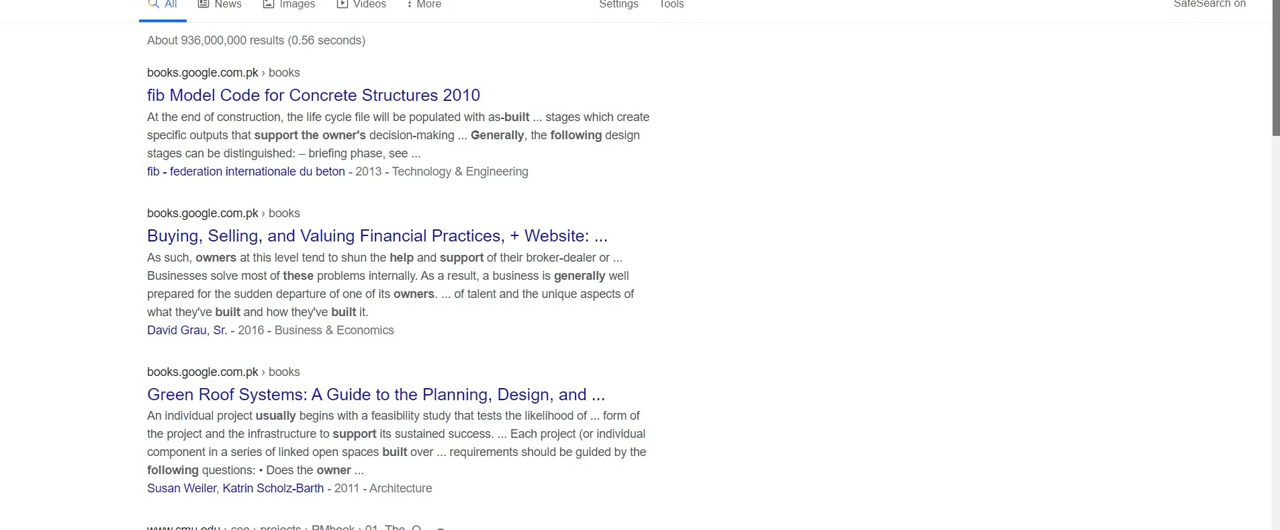 All News Images Videos More Settings Tools SafeSearch on
About 936,000,000 results (0.56 seconds)
books.google.com.pk › books
fib Model Code for Concrete Structures 2010
At the end of construction, the life cycle file will be populated with as-built ... stages which create
specific outputs that support the owner's decision-making ... Generally, the following design
stages can be distinguished: – briefing phase, see ...
fib - federation internationale du beton - 2013 - Technology & Engineering
books.google.com.pk › books
Buying, Selling, and Valuing Financial Practices, + Website: ...
As such, owners at this level tend to shun the help and support of their broker-dealer or ...
Businesses solve most of these problems internally. As a result, a business is generally well
prepared for the sudden departure of one of its owners. ... of talent and the unique aspects of
what they've built and how they've built it.
David Grau, Sr. - 2016 - Business & Economics
books.google.com.pk › books
Green Roof Systems: A Guide to the Planning, Design, and ...
An individual project usually begins with a feasibility study that tests the likelihood of ... form of
the project and the infrastructure to support its sustained success. ... Each project (or individual
component in a series of linked open spaces built over ... requirements should be guided by the
following questions: • Does the owner ...
Susan Weiler, Katrin Scholz-Barth - 2011 - Architecture
www.cmu.edu › cee › projects › PMbook › 01_The_O...